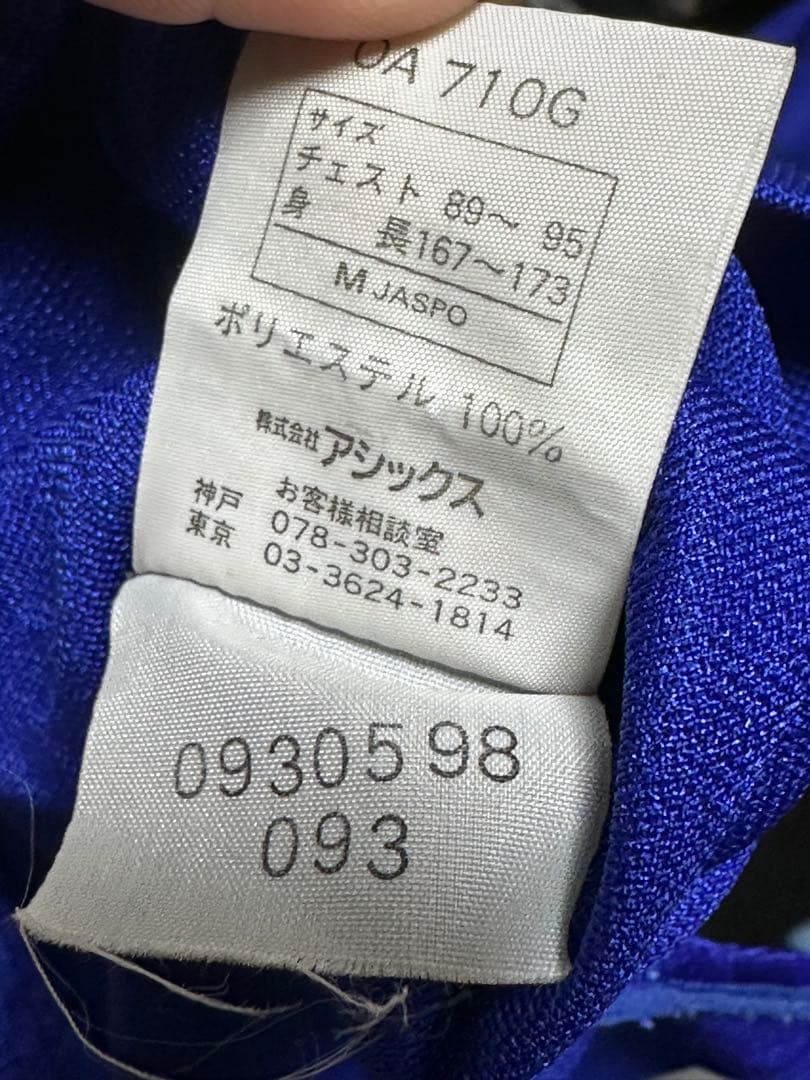 OA 710G
サイズ
チェスト 89〜 95
身 長167〜173
M JASPO
ポリエステル 100%
株式会社アシックス
お客様相談室
神戸 078-303-2233
東京 03-3624-1814
0930598
093